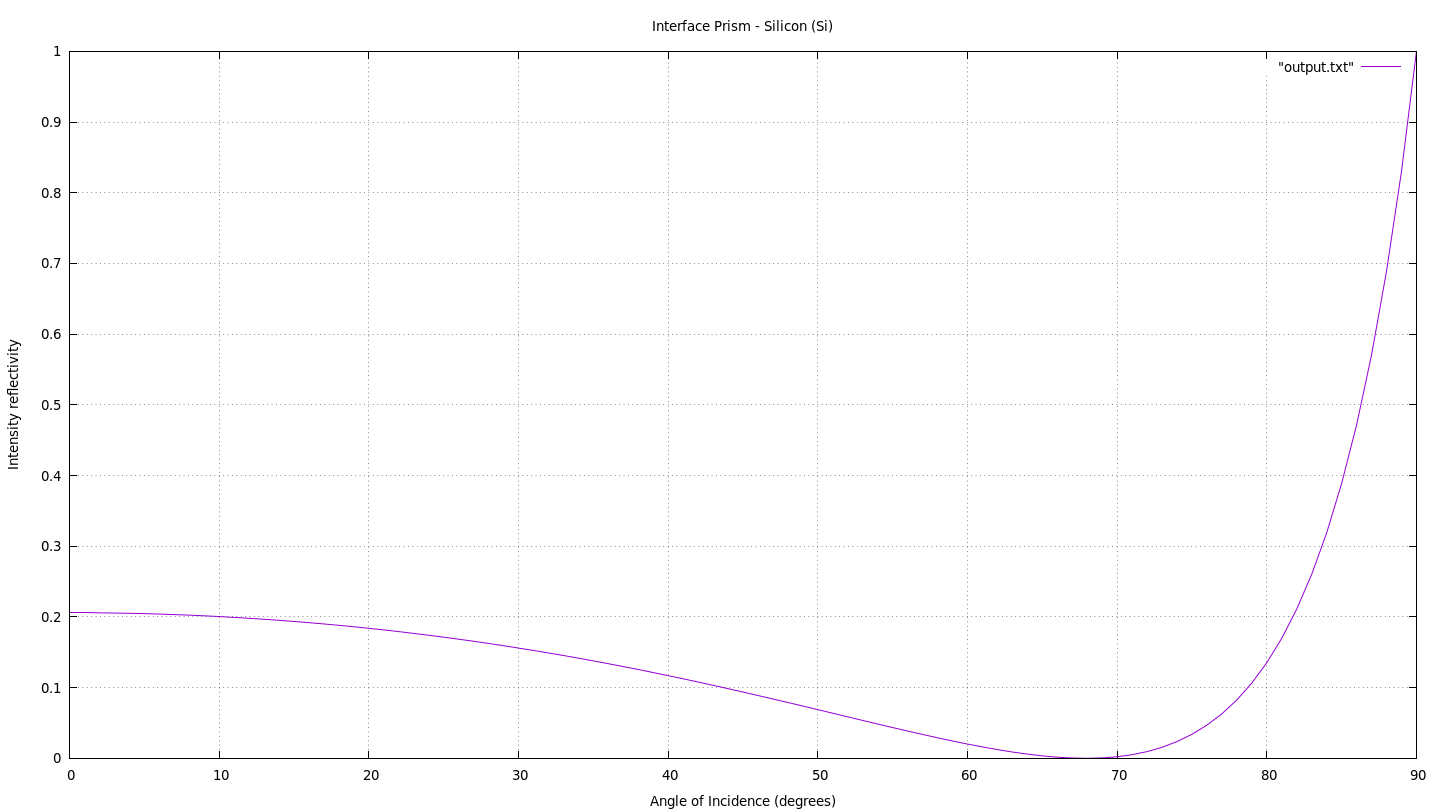 Interface Prism - Silicon (Si)
"output.txt"
Intensity reflectivity
1
0.9
0.8
0.7
0.6
0.5
0.4
0.3
0.2
0.1
0
0 10 20 30 40 50 60 70 80 90
Angle of Incidence (degrees)